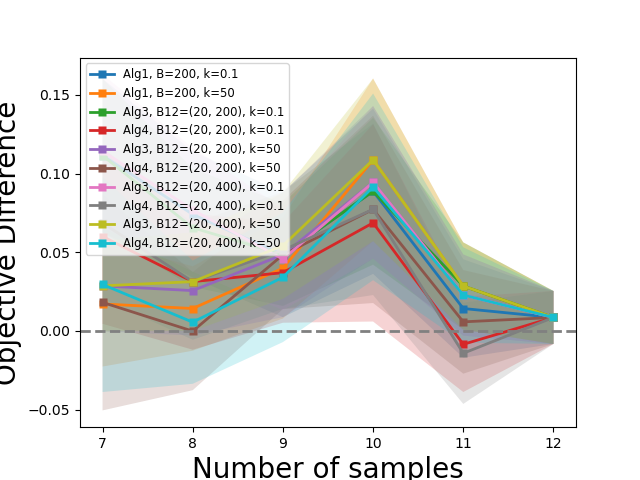 Objective Difference
0.15
0.10
0.05
0.00
−0.05
Alg1, B=200, k=0.1
Alg1, B=200, k=50
Alg3, B12=(20, 200), k=0.1
Alg4, B12=(20, 200), k=0.1
Alg3, B12=(20, 200), k=50
Alg4, B12=(20, 200), k=50
Alg3, B12=(20, 400), k=0.1
Alg4, B12=(20, 400), k=0.1
Alg3, B12=(20, 400), k=50
Alg4, B12=(20, 400), k=50
7 8 9 10 11 12
Number of samples